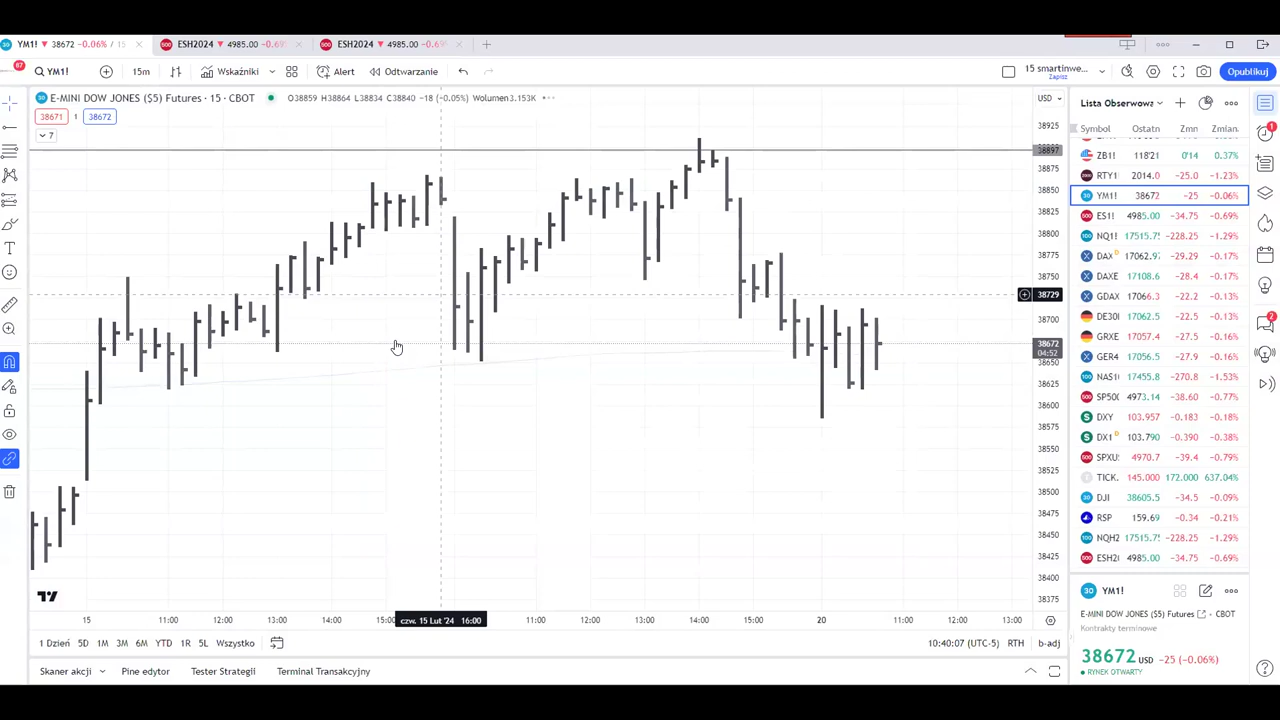 YM1! ▼ 38672 −0.06% / 15
ESH2024 ▼ 4985.00 −0.69%
ESH2024 ▼ 4985.00 −0.69%
87
YM1!
15m
Wskaźniki
Alert
Odtwarzanie
15 smartinwe...
Zapisz
Opublikuj
E-MINI DOW JONES ($5) Futures · 15 · CBOT
O38859 H38864 L38834 C38840 −18 (−0.05%) Wolumen3.153K
38671
1
38672
7
USD
38925
38897
38850
38825
38800
38775
38750
38729
38700
38672
04:52
38650
38625
38600
38575
38550
38525
38500
38475
38450
38425
38400
38375
15
11:00
12:00
13:00
14:00
15:00
czw. 15 Lut '24 16:00
11:00
12:00
13:00
14:00
15:00
20
11:00
12:00
13:00
1 Dzień 5D 1M 3M 6M YTD 1R 5L Wszystko
10:40:07 (UTC-5) RTH b-adj
Skaner akcji
Pine edytor
Tester Strategii
Terminal Transakcyjny
Lista Obserwowa
Symbol Ostatn Zmn Zmian
ZB1! 118'21 0'14 0.37%
RTY1 2014.0 −25.0 −1.23%
YM1! 38672 −25 −0.06%
ES1! 4985.00 −34.75 −0.69%
NQ1! 17515.75 −228.25 −1.29%
DAX D 17062.97 −29.29 −0.17%
DAXE 17108.6 −28.4 −0.17%
GDAX 17066.3 −22.2 −0.13%
DE30 17062.5 −22.5 −0.13%
GRXE 17057.4 −27.9 −0.16%
GER4 17056.5 −27.9 −0.16%
NAS10 17455.8 −270.8 −1.53%
SP500 4973.14 −38.60 −0.77%
DXY 103.957 −0.183 −0.18%
DX1 D 103.790 −0.390 −0.38%
SPXU 4970.7 −39.4 −0.79%
TICK. 145.000 172.000 637.04%
DJI 38605.5 −34.5 −0.09%
RSP 159.69 −0.34 −0.21%
NQH2 17515.75 −228.25 −1.29%
ESH2 4985.00 −34.75 −0.69%
YM1!
E-MINI DOW JONES ($5) Futures · CBOT
Kontrakty terminowe
38672 USD −25 (−0.06%)
RYNEK OTWARTY
1
2